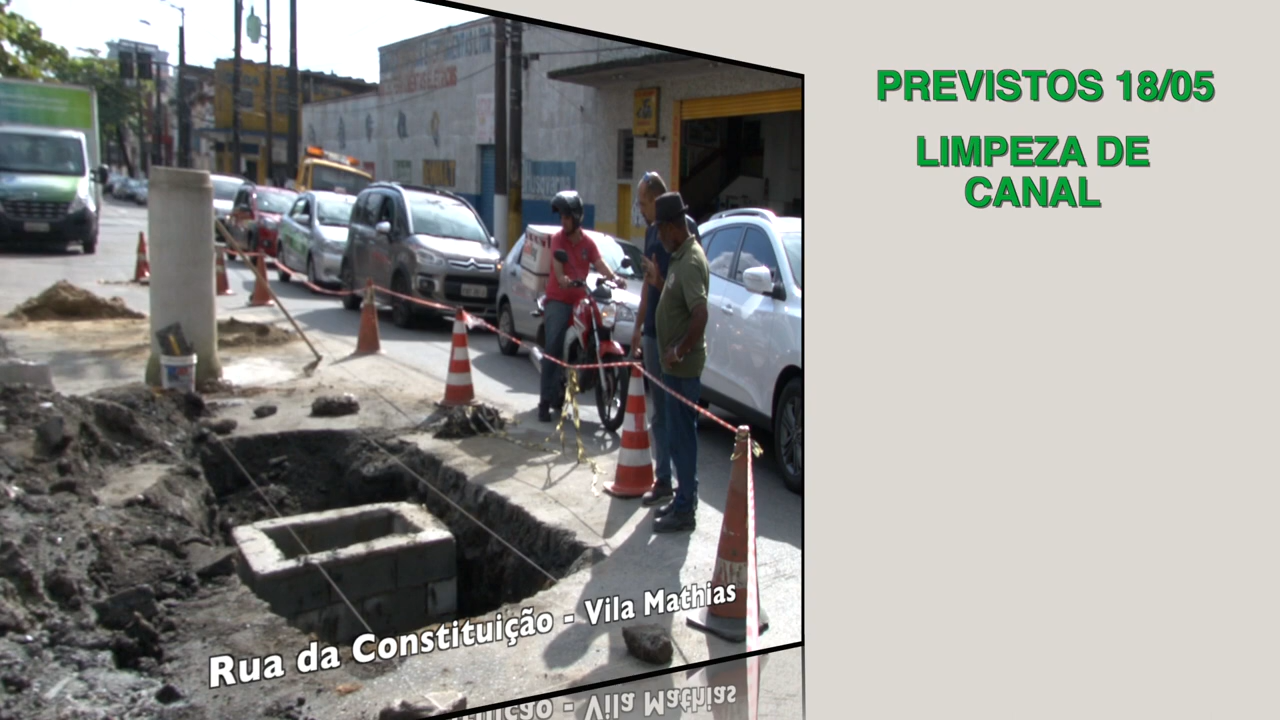 PREVISTOS 18/05
LIMPEZA DE
CANAL
Rua da Constituição - Vila Mathias